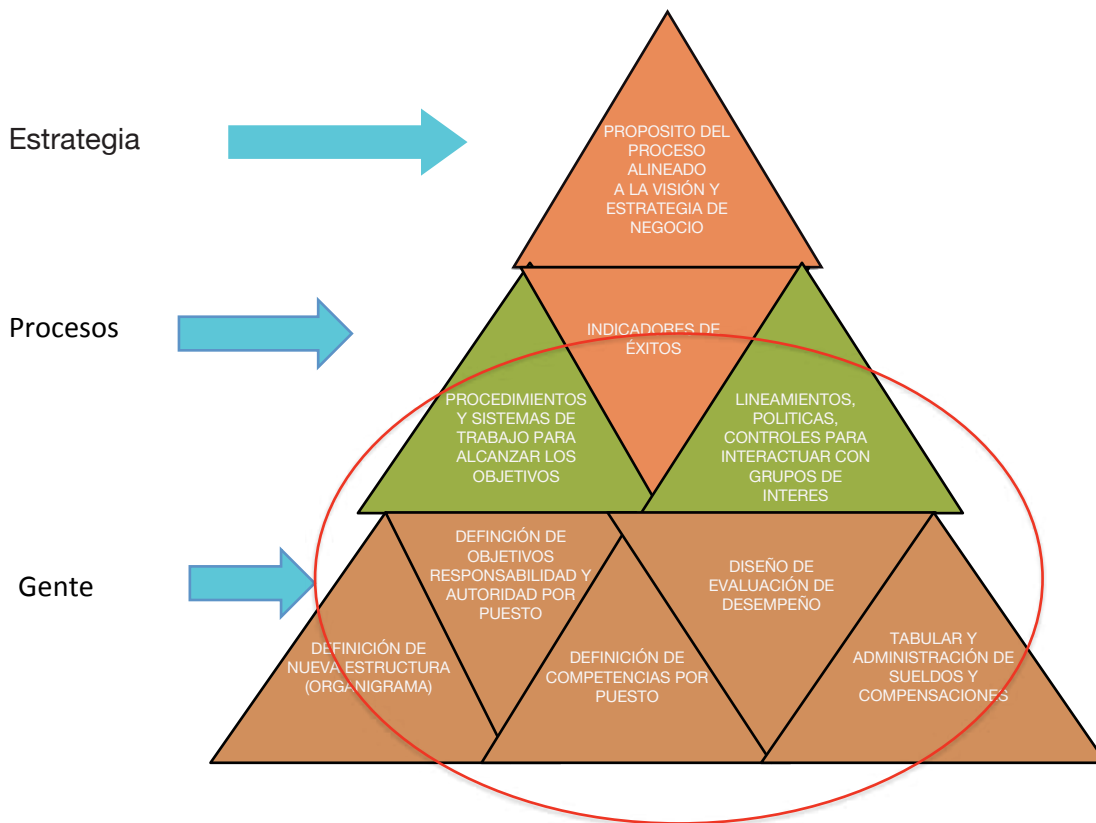 Estrategia
PROPOSITO DEL
PROCESO
ALINEADO
A LA VISIÓN Y
ESTRATEGIA DE
NEGOCIO
Procesos
INDICADORES DE
ÉXITOS
PROCEDIMIENTOS
Y SISTEMAS DE
TRABAJO PARA
ALCANZAR LOS
OBJETIVOS
LINEAMIENTOS,
POLITICAS,
CONTROLES PARA
INTERACTUAR CON
GRUPOS DE
INTERES
Gente
DEFINCIÓN DE
OBJETIVOS
RESPONSABILIDAD Y
AUTORIDAD POR
PUESTO
DISEÑO DE
EVALUACIÓN DE
DESEMPEÑO
DEFINICIÓN DE
NUEVA ESTRUCTURA
(ORGANIGRAMA)
DEFINICIÓN DE
COMPETENCIAS POR
PUESTO
TABULAR Y
ADMINISTRACIÓN DE
SUELDOS Y
COMPENSACIONES